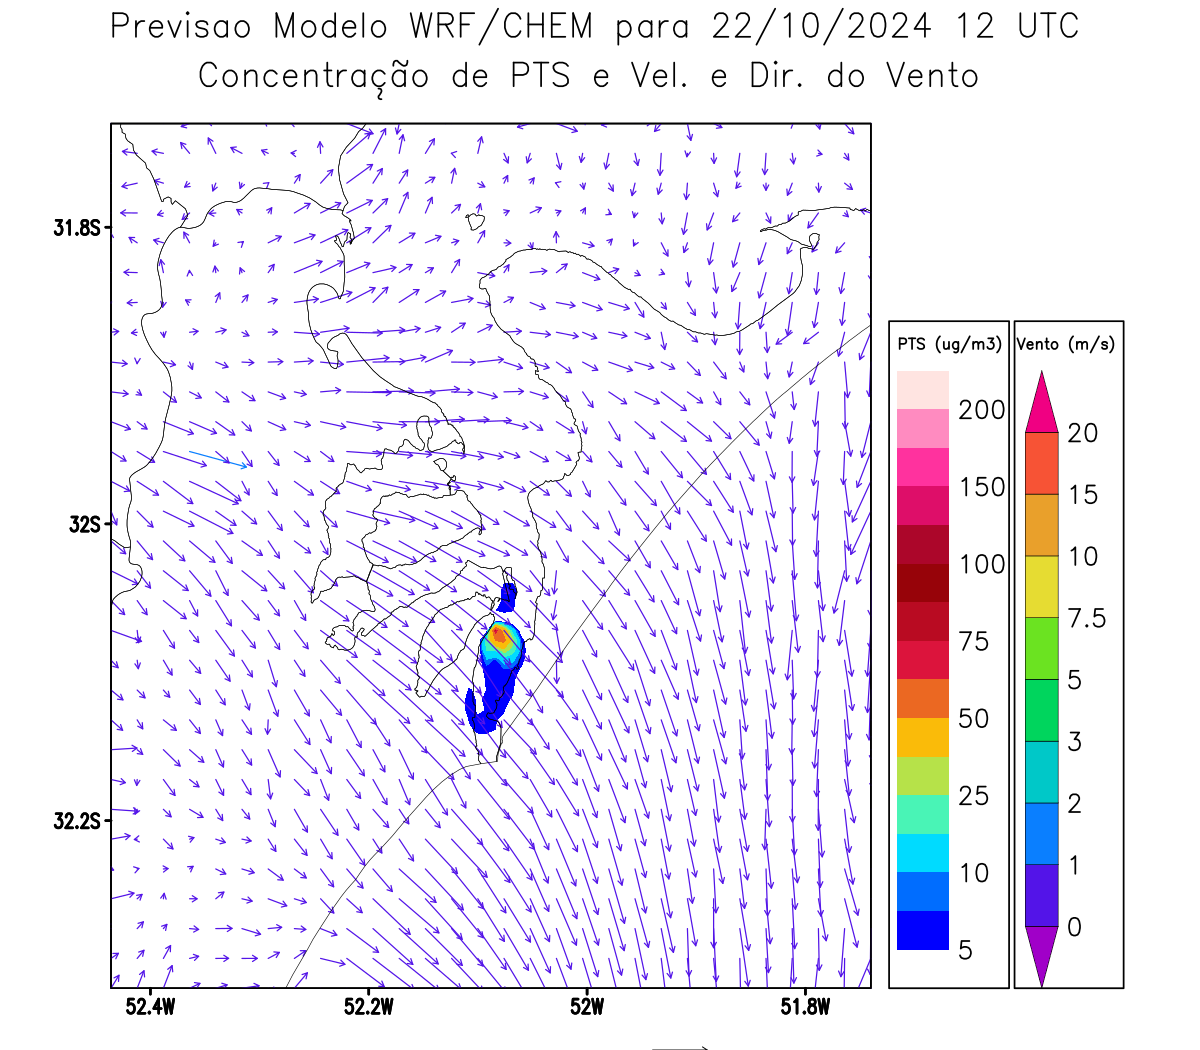 Previsao Modelo WRF/CHEM para 22/10/2024 12 UTC
Concentração de PTS e Vel. e Dir. do Vento
31.8S
32S
32.2S
52.4W
52.2W
52W
51.8W
PTS (ug/m3)
200
150
100
75
50
25
10
5
Vento (m/s)
20
15
10
7.5
5
3
2
1
0